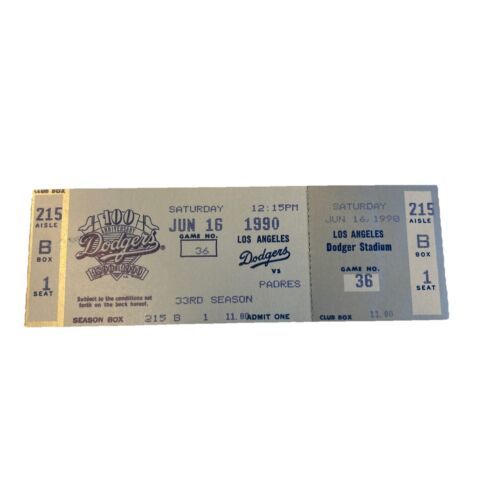 CLUB BOX
215
AISLE
B
BOX
1
SEAT
100
ANNIVERSARY
Dodgers
Subject to the conditions set
forth on the back hereof.
SEASON BOX 215 B 1 11.00 ADMIT ONE
SATURDAY 12:15PM
JUN 16 1990
GAME NO.
36
LOS ANGELES
Dodgers
VS
PADRES
33RD SEASON
SATURDAY
JUN 16,1990
LOS ANGELES
Dodger Stadium
GAME NO.
36
CLUB BOX 11.00
215
AISLE
B
BOX
1
SEAT